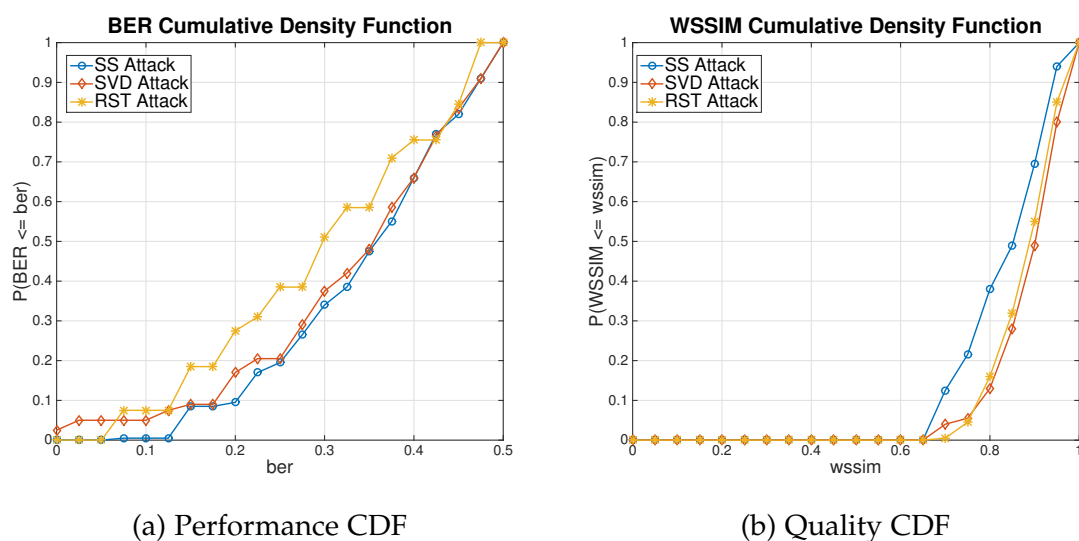 BER Cumulative Density Function
1
0.9
0.8
0.7
0.6
0.5
0.4
0.3
0.2
0.1
0
P(BER <= ber)
SS Attack
SVD Attack
RST Attack
0 0.1 0.2 0.3 0.4 0.5
ber
(a) Performance CDF
WSSIM Cumulative Density Function
1
0.9
0.8
0.7
0.6
0.5
0.4
0.3
0.2
0.1
0
P(WSSIM <= wssim)
SS Attack
SVD Attack
RST Attack
0 0.2 0.4 0.6 0.8 1
wssim
(b) Quality CDF